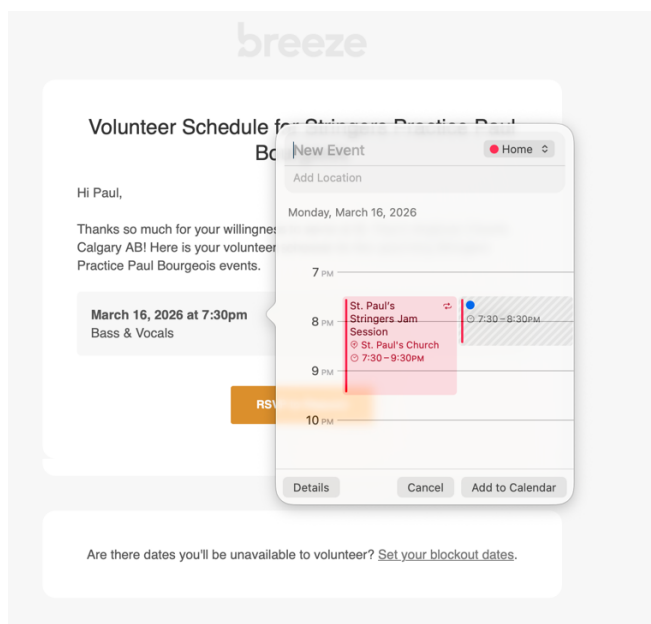 breeze
Volunteer Schedule for Stringers Practice Paul
Bo
Hi Paul,
Thanks so much for your willingnes
Calgary AB! Here is your volunteer
Practice Paul Bourgeois events.
March 16, 2026 at 7:30pm
Bass & Vocals
RSV
New Event
Home
Add Location
Monday, March 16, 2026
7 PM
8 PM
9 PM
10 PM
St. Paul's
Stringers Jam
Session
St. Paul's Church
7:30 – 9:30PM
7:30 – 8:30PM
Details
Cancel
Add to Calendar
Are there dates you'll be unavailable to volunteer? Set your blockout dates.